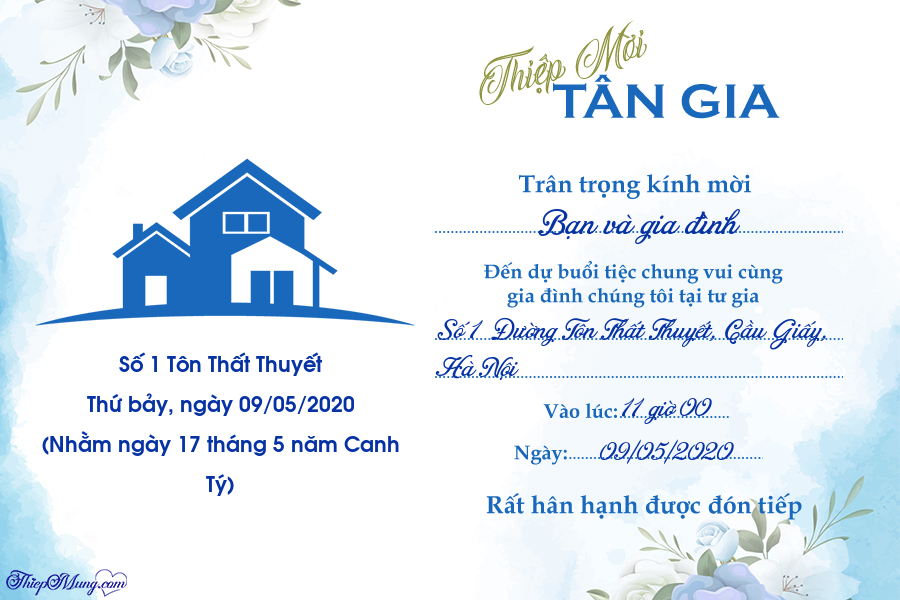 Thiệp Mời
TÂN GIA
Số 1 Tôn Thất Thuyết
Thứ bảy, ngày 09/05/2020
(Nhằm ngày 17 tháng 5 năm Canh
Tý)
Trân trọng kính mời
Bạn và gia đình
Đến dự buổi tiệc chung vui cùng
gia đình chúng tôi tại tư gia
Số 1 Đường Tôn Thất Thuyết, Cầu Giấy,
Hà Nội
Vào lúc: 11 giờ 00
Ngày: 09/05/2020
Rất hân hạnh được đón tiếp
ThiepMung.com